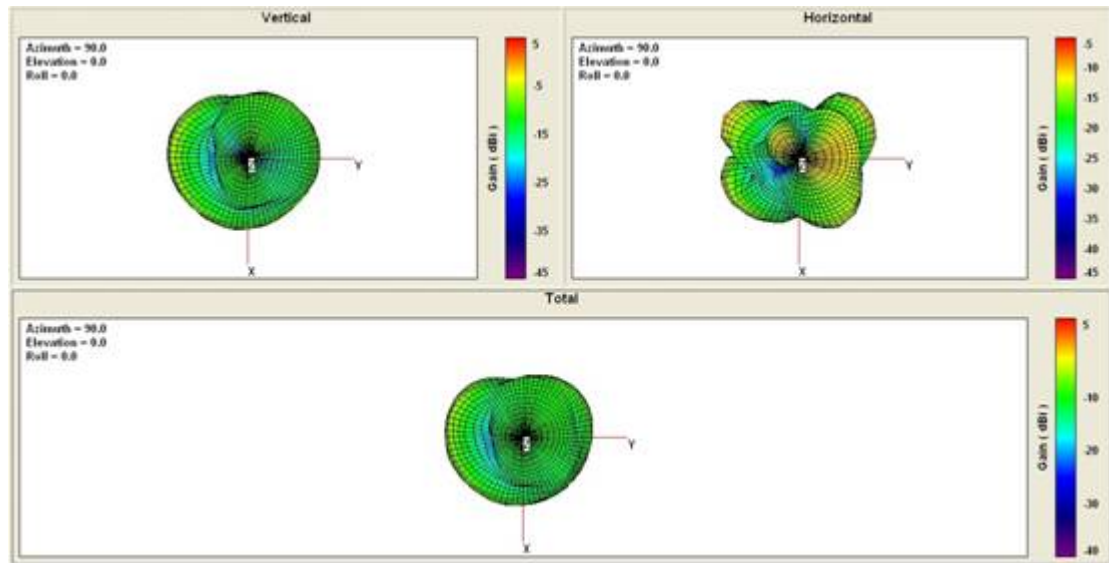 Vertical
Azimuth = 90.0
Elevation = 0.0
Roll = 0.0
Y
X
5
-5
-15
-25
-35
-45
Gain ( dBi )
Horizontal
Azimuth = 90.0
Elevation = 0.0
Roll = 0.0
Y
X
-5
-10
-15
-20
-25
-30
-35
-40
-45
Gain ( dBi )
Total
Azimuth = 90.0
Elevation = 0.0
Roll = 0.0
Y
X
5
-10
-20
-30
-40
Gain ( dBi )